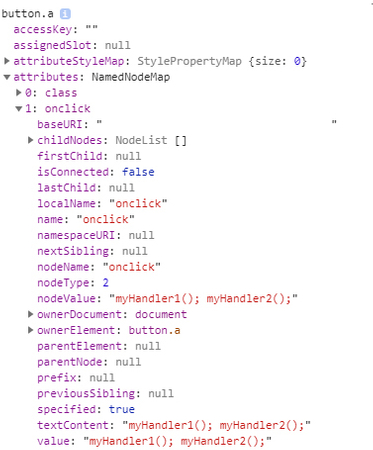 button.a i
accessKey: ""
assignedSlot: null
▶attributeStyleMap: StylePropertyMap {size: 0}
▼attributes: NamedNodeMap
▶0: class
▼1: onclick
baseURI: " "
▶childNodes: NodeList []
firstChild: null
isConnected: false
lastChild: null
localName: "onclick"
name: "onclick"
namespaceURI: null
nextSibling: null
nodeName: "onclick"
nodeType: 2
nodeValue: "myHandler1(); myHandler2();"
▶ownerDocument: document
▶ownerElement: button.a
parentElement: null
parentNode: null
prefix: null
previousSibling: null
specified: true
textContent: "myHandler1(); myHandler2();"
value: "myHandler1(); myHandler2();"